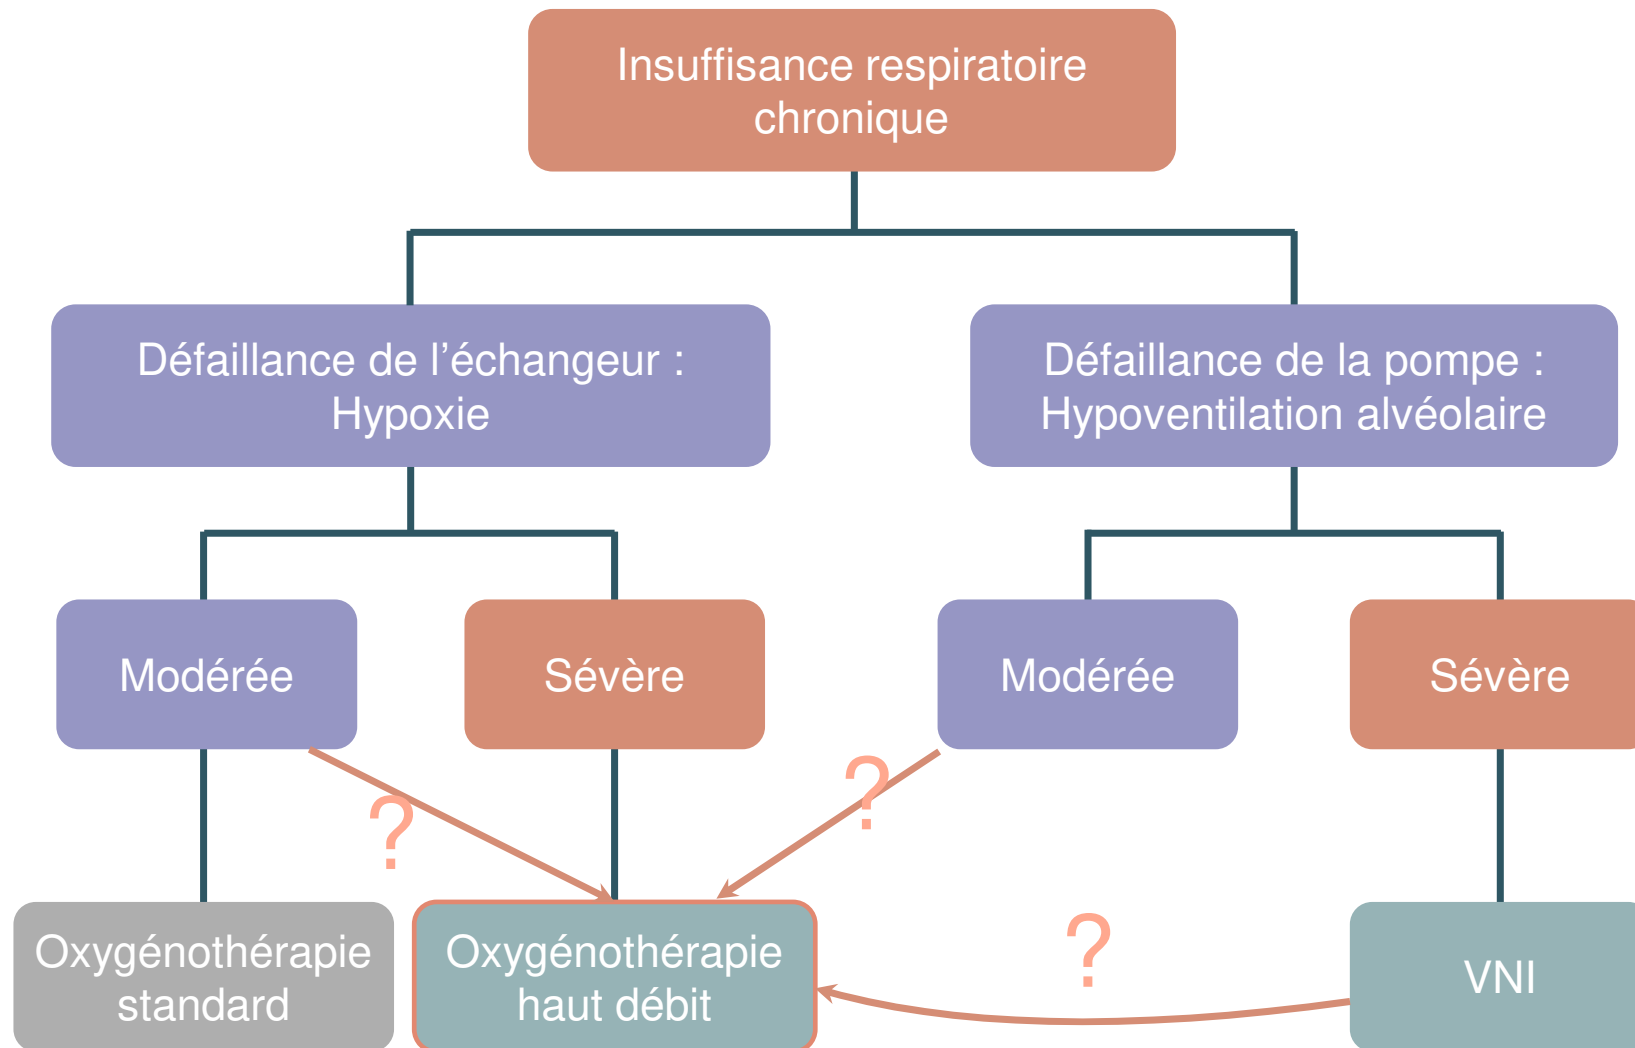 Insuffisance respiratoire
chronique
Défaillance de l'échangeur :
Hypoxie
Défaillance de la pompe :
Hypoventilation alvéolaire
Modérée
Sévère
Modérée
Sévère
?
?
?
Oxygénothérapie
standard
Oxygénothérapie
haut débit
VNI